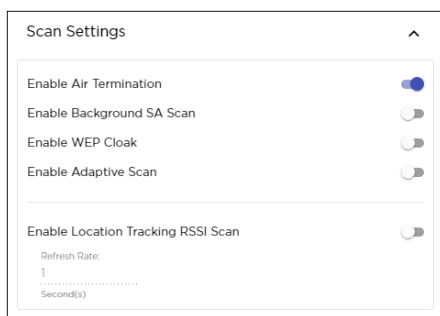 Scan Settings
Enable Air Termination
Enable Background SA Scan
Enable WEP Cloak
Enable Adaptive Scan
Enable Location Tracking RSSI Scan
Refresh Rate:
1
Second(s)